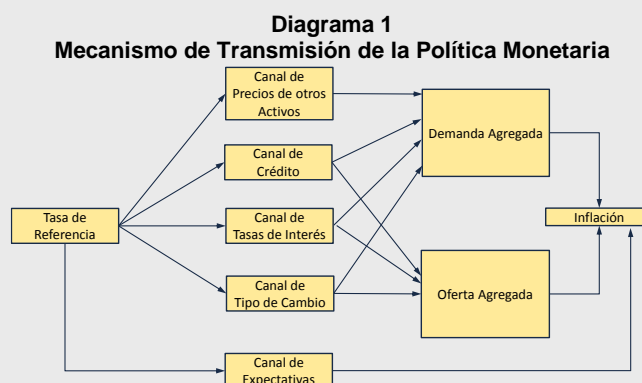 Diagrama 1
Mecanismo de Transmisión de la Política Monetaria
Canal de
Precios de otros
Activos
Canal de
Crédito
Demanda Agregada
Tasa de
Referencia
Canal de
Tasas de Interés
Inflación
Canal de
Tipo de Cambio
Oferta Agregada
Canal de
Expectativas